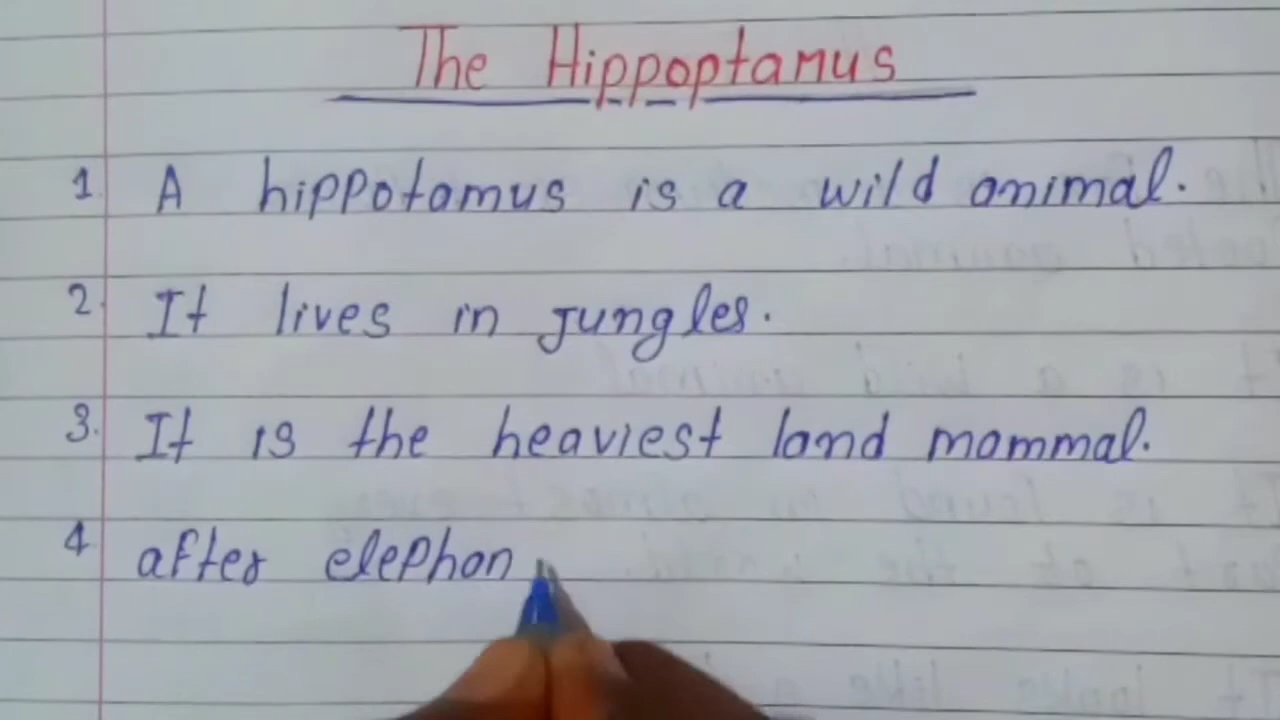 The Hippoptamus
1. A hippotamus is a wild animal.
2. It lives in jungles.
3. It is the heaviest land mammal.
4 after elephan